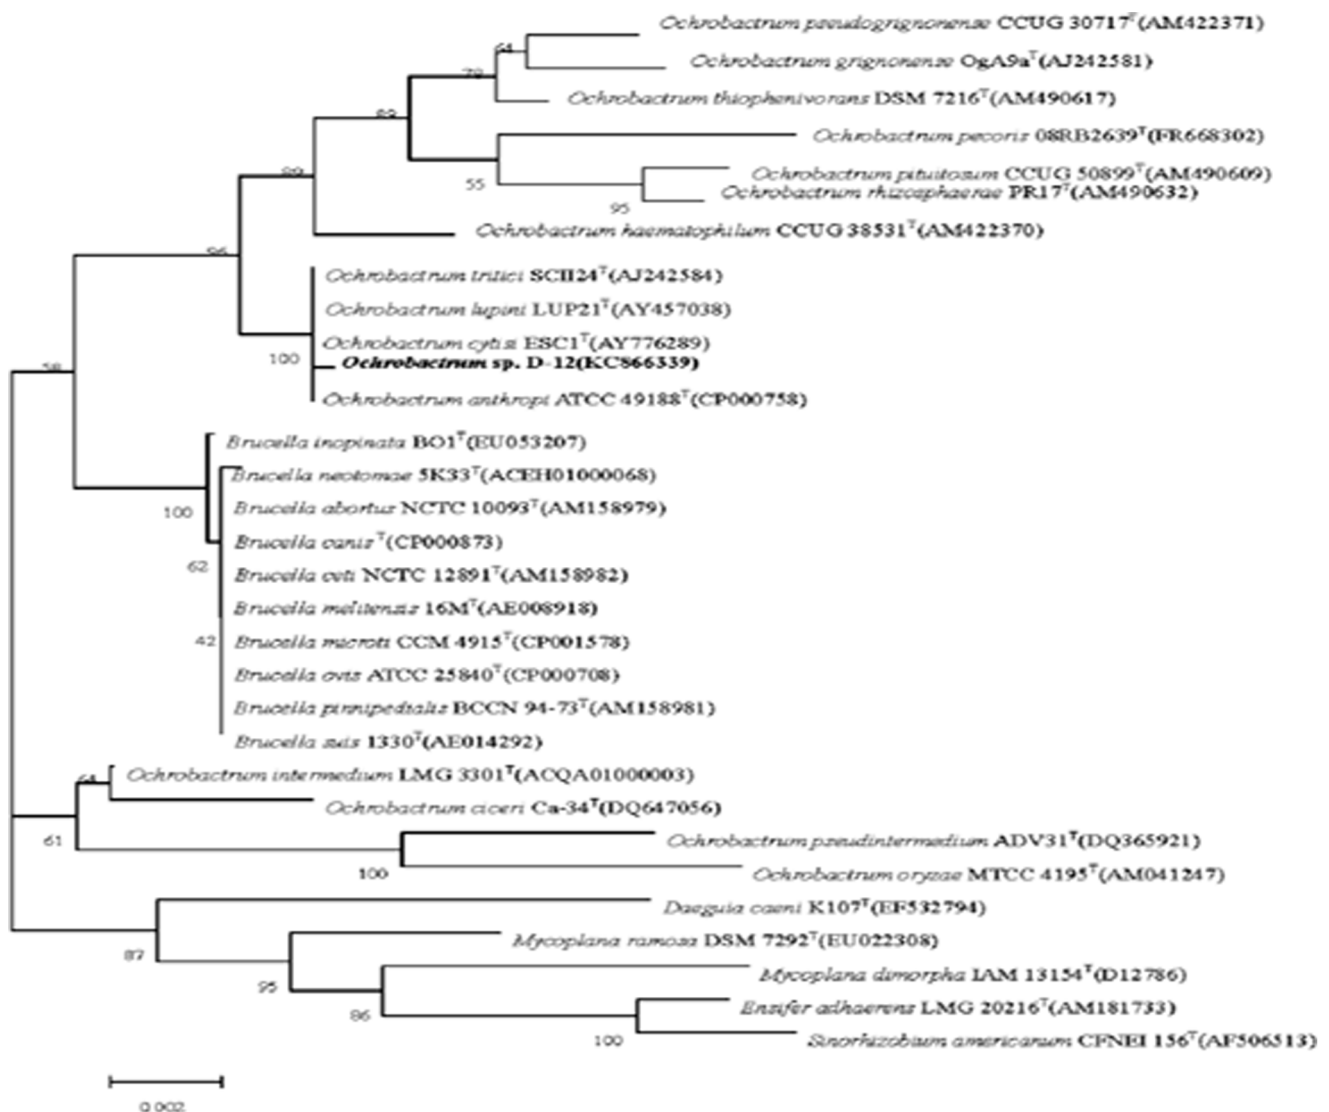 Ochrobactrum pseudogrignonense CCUG 30717T(AM422371)
64
Ochrobactrum grignonense OgA9aT(AJ242581)
78
Ochrobactrum thiophenivorans DSM 7216T(AM490617)
89
Ochrobactrum pecoris 08RB2639T(FR668302)
89
55
Ochrobactrum pituitosum CCUG 50899T(AM490609)
Ochrobactrum rhizosphaerae PR17T(AM490632)
95
Ochrobactrum haematophilum CCUG 38531T(AM422370)
96
Ochrobactrum tritici SCII24T(AJ242584)
Ochrobactrum lupini LUP21T(AY457038)
Ochrobactrum cytisi ESC1T(AY776289)
100
Ochrobactrum sp. D-12(KC866339)
58
Ochrobactrum anthropi ATCC 49188T(CP000758)
Brucella inopinata BO1T(EU053207)
Brucella neotomae 5K33T(ACEH01000068)
100
Brucella abortus NCTC 10093T(AM158979)
Brucella canis T(CP000873)
62
Brucella ceti NCTC 12891T(AM158982)
Brucella melitensis 16MT(AE008918)
42
Brucella microti CCM 4915T(CP001578)
Brucella ovis ATCC 25840T(CP000708)
Brucella pinnipedialis BCCN 94-73T(AM158981)
Brucella suis 1330T(AE014292)
64
Ochrobactrum intermedium LMG 3301T(ACQA01000003)
Ochrobactrum ciceri Ca-34T(DQ647056)
61
Ochrobactrum pseudintermedium ADV31T(DQ365921)
100
Ochrobactrum oryzae MTCC 4195T(AM041247)
Daeguia caeni K107T(EF532794)
87
Mycoplana ramosa DSM 7292T(EU022308)
95
Mycoplana dimorpha IAM 13154T(D12786)
86
Ensifer adhaerens LMG 20216T(AM181733)
100
Sinorhizobium americanum CFNEI 156T(AF506513)
0.002